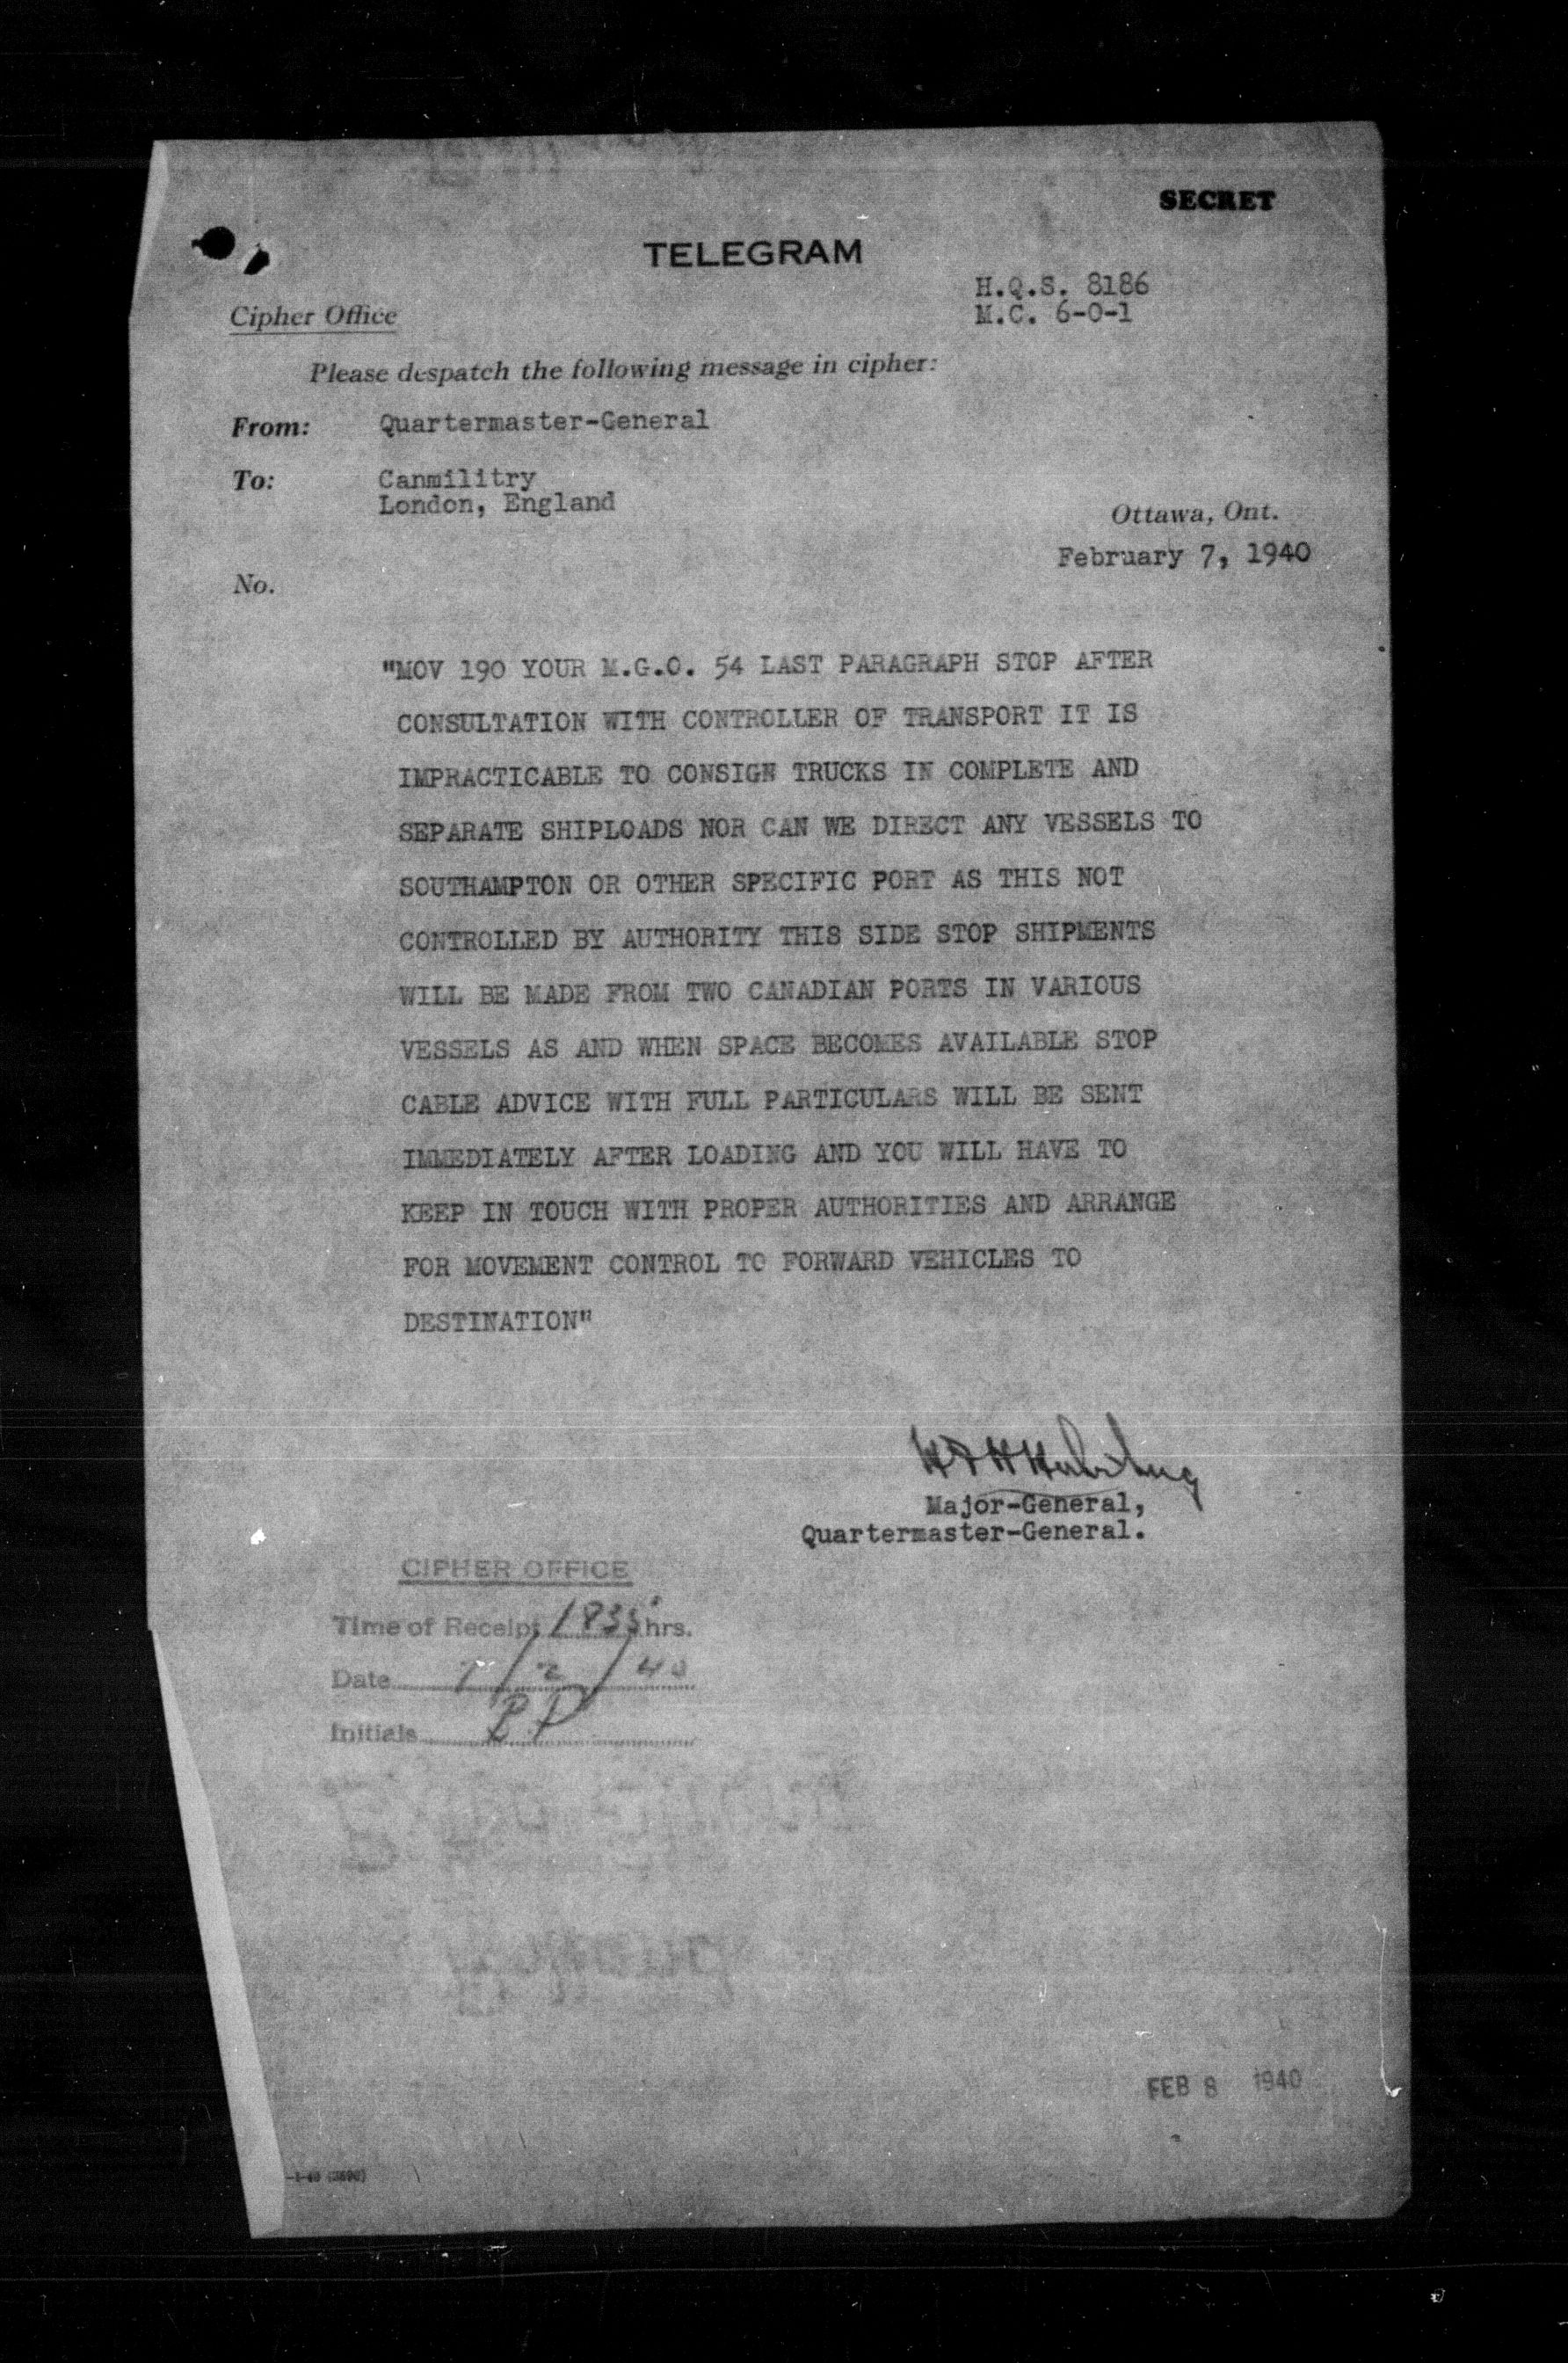 SECRET
TELEGRAM
H.Q.S. 8186
M.C. 6-0-1
Cipher Office
Please despatch the following message in cipher:
From: Quartermaster-General
To: Canmilitry
London, England
Ottawa, Ont.
February 7, 1940
No.
"MOV 190 YOUR M.G.O. 54 LAST PARAGRAPH STOP AFTER
CONSULTATION WITH CONTROLLER OF TRANSPORT IT IS
IMPRACTICABLE TO CONSIGN TRUCKS IN COMPLETE AND
SEPARATE SHIPLOADS NOR CAN WE DIRECT ANY VESSELS TO
SOUTHAMPTON OR OTHER SPECIFIC PORT AS THIS NOT
CONTROLLED BY AUTHORITY THIS SIDE STOP SHIPMENTS
WILL BE MADE FROM TWO CANADIAN PORTS IN VARIOUS
VESSELS AS AND WHEN SPACE BECOMES AVAILABLE STOP
CABLE ADVICE WITH FULL PARTICULARS WILL BE SENT
IMMEDIATELY AFTER LOADING AND YOU WILL HAVE TO
KEEP IN TOUCH WITH PROPER AUTHORITIES AND ARRANGE
FOR MOVEMENT CONTROL TO FORWARD VEHICLES TO
DESTINATION"
Major-General,
Quartermaster-General.
CIPHER OFFICE
Time of Receipt 1835 hrs.
Date 7/2/40
Initials
FEB 8 1940